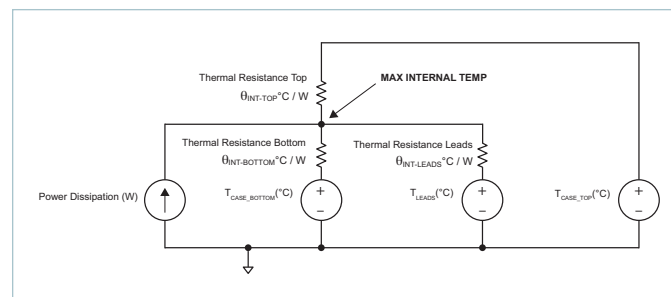 Thermal Resistance Top
θINT-TOP°C / W
MAX INTERNAL TEMP
Thermal Resistance Bottom
θINT-BOTTOM°C / W
Thermal Resistance Leads
θINT-LEADS°C / W
Power Dissipation (W)
TCASE_BOTTOM(°C)
+
–
TLEADS(°C)
+
–
TCASE_TOP(°C)
+
–